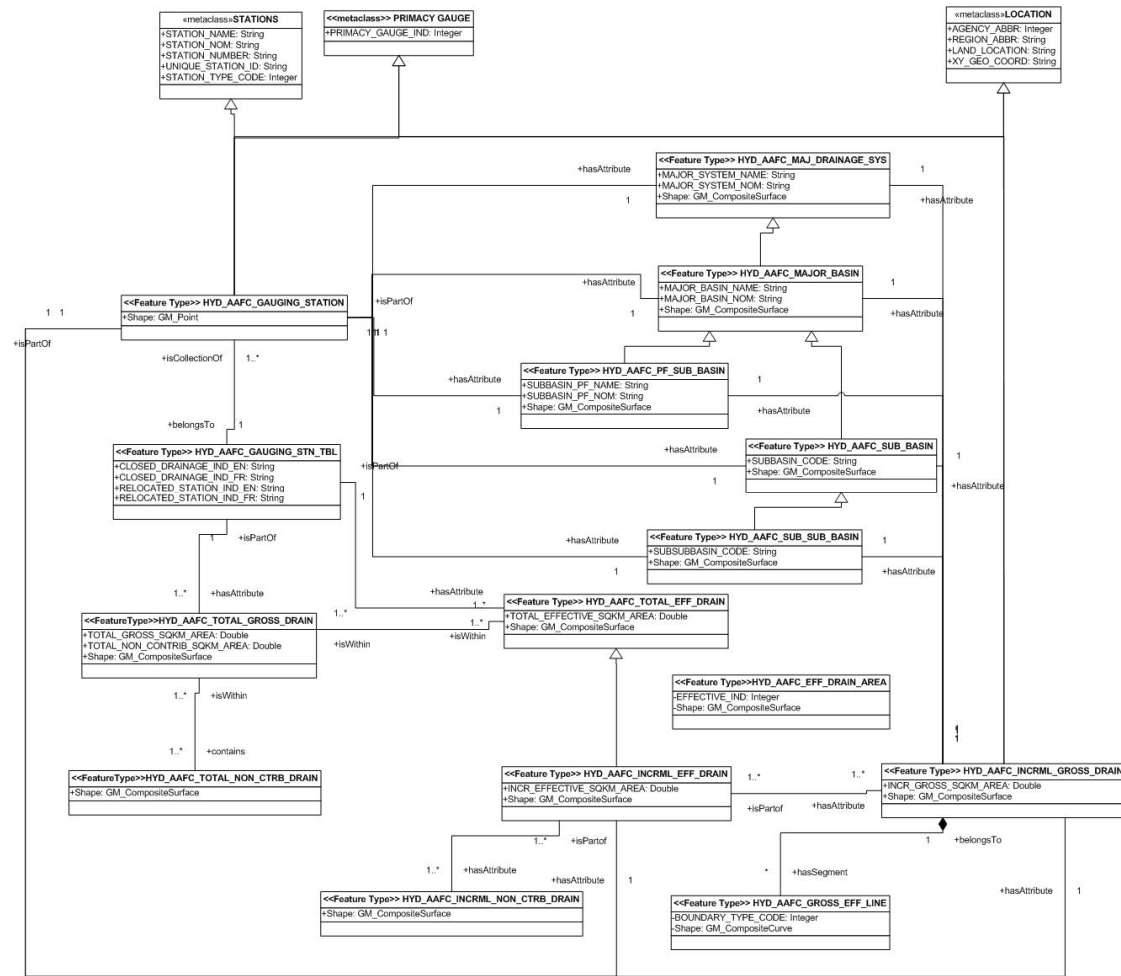 «metaclass»STATIONS
+STATION_NAME: String
+STATION_NOM: String
+STATION_NUMBER: String
+UNIQUE_STATION_ID: String
+STATION_TYPE_CODE: Integer
<<metaclass>> PRIMACY GAUGE
+PRIMACY_GAUGE_IND: Integer
«metaclass»LOCATION
+AGENCY_ABBR: Integer
+REGION_ABBR: String
+LAND_LOCATION: String
+XY_GEO_COORD: String
<<Feature Type>> HYD_AAFC_MAJ_DRAINAGE_SYS
+MAJOR_SYSTEM_NAME: String
+MAJOR_SYSTEM_NOM: String
+Shape: GM_CompositeSurface
+hasAttribute
1
1
+hasAttribute
<<Feature Type>> HYD_AAFC_MAJOR_BASIN
+MAJOR_BASIN_NAME: String
+MAJOR_BASIN_NOM: String
+Shape: GM_CompositeSurface
+hasAttribute
1
1
+hasAttribute
<<Feature Type>> HYD_AAFC_GAUGING_STATION
+Shape: GM_Point
+isPartOf
1 1
+isPartOf
+isCollectionOf
1..*
<<Feature Type>> HYD_AAFC_PF_SUB_BASIN
+SUBBASIN_PF_NAME: String
+SUBBASIN_PF_NOM: String
+Shape: GM_CompositeSurface
+hasAttribute
1
1
+hasAttribute
+belongsTo
1
<<Feature Type>> HYD_AAFC_SUB_BASIN
+SUBBASIN_CODE: String
+Shape: GM_CompositeSurface
+hasAttribute
1
1
+hasAttribute
+isPartOf
<<Feature Type>> HYD_AAFC_GAUGING_STN_TBL
+CLOSED_DRAINAGE_IND_EN: String
+CLOSED_DRAINAGE_IND_FR: String
+RELOCATED_STATION_IND_EN: String
+RELOCATED_STATION_IND_FR: String
1
1
+isPartOf
<<Feature Type>> HYD_AAFC_SUB_SUB_BASIN
+SUBSUBBASIN_CODE: String
+Shape: GM_CompositeSurface
+hasAttribute
1
1
+hasAttribute
1..*
+hasAttribute
+hasAttribute
1..*
<<FeatureType>>HYD_AAFC_TOTAL_GROSS_DRAIN
+TOTAL_GROSS_SQKM_AREA: Double
+TOTAL_NON_CONTRIB_SQKM_AREA: Double
+Shape: GM_CompositeSurface
1..*
+isWithin
1..*
+isWithin
<<Feature Type>> HYD_AAFC_TOTAL_EFF_DRAIN
+TOTAL_EFFECTIVE_SQKM_AREA: Double
+Shape: GM_CompositeSurface
1..*
+isWithin
1..*
+contains
<<Feature Type>>HYD_AAFC_EFF_DRAIN_AREA
-EFFECTIVE_IND: Integer
-Shape: GM_CompositeSurface
<<FeatureType>>HYD_AAFC_TOTAL_NON_CTRB_DRAIN
+Shape: GM_CompositeSurface
<<Feature Type>> HYD_AAFC_INCRML_EFF_DRAIN
+INCR_EFFECTIVE_SQKM_AREA: Double
+Shape: GM_CompositeSurface
1..*
+isPartof
1..*
+hasAttribute
<<Feature Type>> HYD_AAFC_INCRML_GROSS_DRAIN
+INCR_GROSS_SQKM_AREA: Double
+Shape: GM_CompositeSurface
1..*
+isPartof
1..*
+hasAttribute
+hasAttribute
1
1
+belongsTo
*
+hasSegment
+hasAttribute
1
<<Feature Type>> HYD_AAFC_INCRML_NON_CTRB_DRAIN
+Shape: GM_CompositeSurface
<<Feature Type>> HYD_AAFC_GROSS_EFF_LINE
-BOUNDARY_TYPE_CODE: Integer
-Shape: GM_CompositeCurve